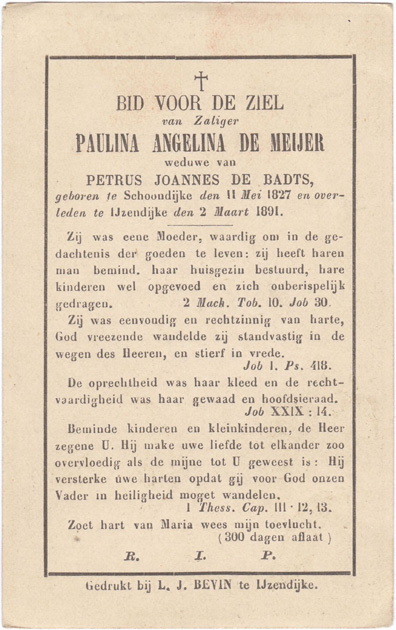 BID VOOR DE ZIEL
van Zaliger
PAULINA ANGELINA DE MEIJER
weduwe van
PETRUS JOANNES DE BADTS,
geboren te Schoondijke den 11 Mei 1827 en over-
leden te IJzendijke den 2 Maart 1891.
Zij was eene Moeder, waardig om in de ge-
dachtenis der goeden te leven: zij heeft haren
man bemind, haar huisgezin bestuurd, hare
kinderen wel opgevoed en zich onberispelijk
gedragen. 2 Mach. Tob. 10. Job 30.
Zij was eenvoudig en rechtzinnig van harte,
God vreezende wandelde zij standvastig in de
wegen des Heeren, en stierf in vrede.
Job 1. Ps. 418.
De oprechtheid was haar kleed en de recht-
vaardigheid was haar gewaad en hoofdsieraad.
Job XXIX : 14.
Beminde kinderen en kleinkinderen, de Heer
zegene U. Hij make uwe liefde tot elkander zoo
overvloedig als de mijne tot U geweest is: Hij
versterke uwe harten opdat gij voor God onzen
Vader in heiligheid moget wandelen.
1 Thess. Cap. III - 12, 13.
Zoet hart van Maria wees mijn toevlucht.
(300 dagen aflaat)
R. I. P.
Gedrukt bij L. J. BEVIN te IJzendijke.